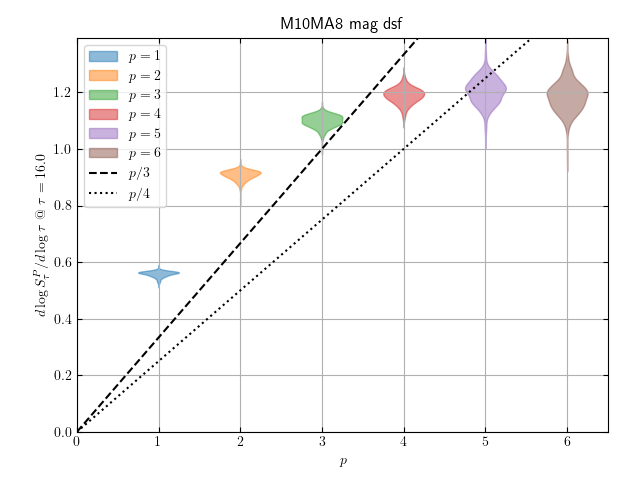 M10MA8 mag dsf
p = 1
p = 2
p = 3
p = 4
p = 5
p = 6
p/3
p/4
d log S_τ^P / d log τ @ τ = 16.0
1.2
1.0
0.8
0.6
0.4
0.2
0.0
0 1 2 3 4 5 6
p